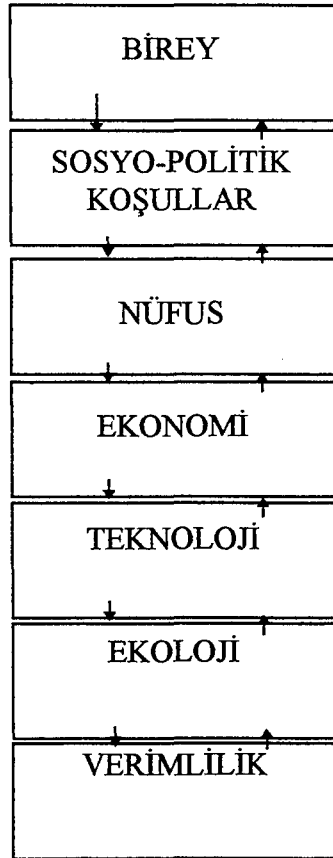 BİREY
SOSYO-POLİTİK
KOŞULLAR
NÜFUS
EKONOMİ
TEKNOLOJİ
EKOLOJİ
VERİMLİLİK